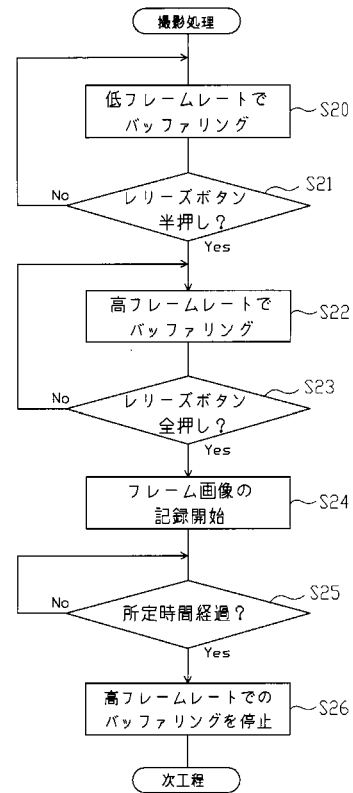 撮影処理
低フレームレートで
バッファリング
S20
レリーズボタン
半押し?
S21
No
Yes
高フレームレートで
バッファリング
S22
レリーズボタン
全押し?
S23
No
Yes
フレーム画像の
記録開始
S24
所定時間経過?
S25
No
Yes
高フレームレートでの
バッファリングを停止
S26
次工程